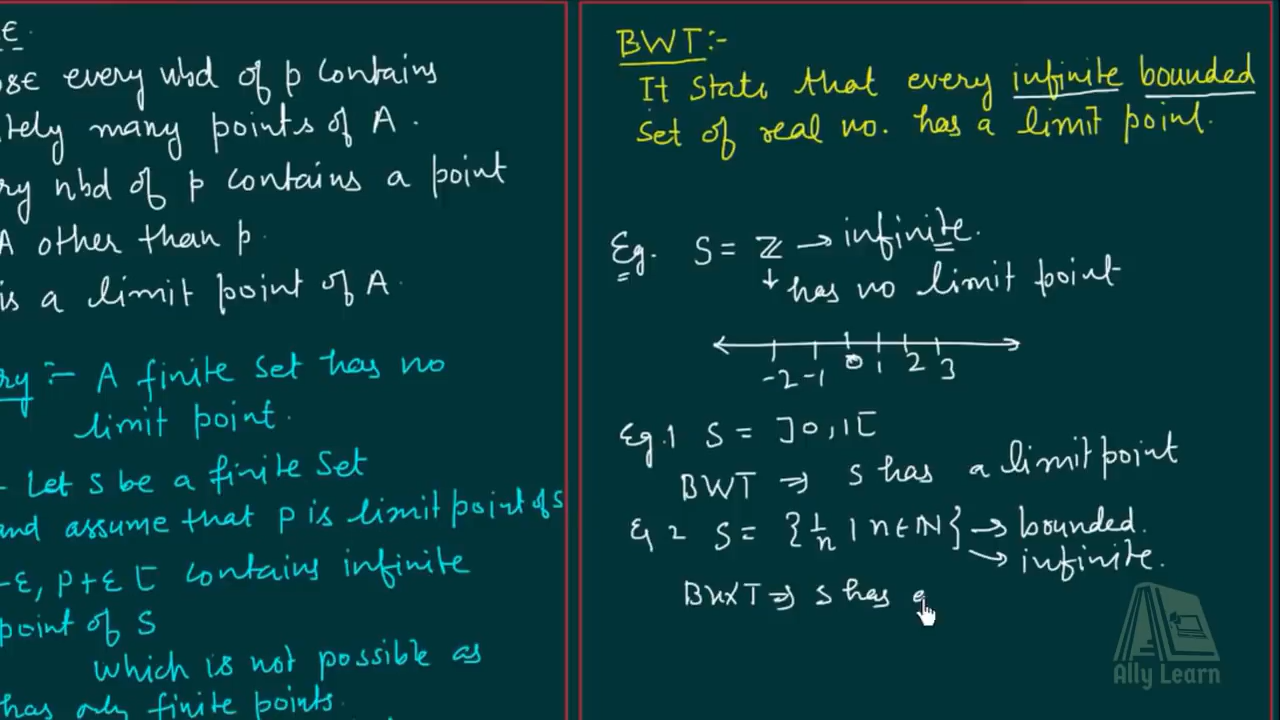 ε
ose every nbd of p contains
itely many points of A.
ry nbd of p contains a point
A other than p.
is a limit point of A.
ry :- A finite set has no
limit point.
- Let S be a finite Set
and assume that p is limit point of S
-ε, p+ε [ contains infinite
point of S
which is not possible as
has only finite points.
BWT:-
It state that every infinite bounded
set of real no. has a limit point.
Eg. S = ℤ → infinite.
↓ has no limit point
-2 -1 0 1 2 3
Eg.1 S = ]0,1[
BWT ⇒ S has a limit point
Eg 2 S = {1/n | n ∈ ℕ} → bounded.
→ infinite.
BWT ⇒ S has a
Ally Learn